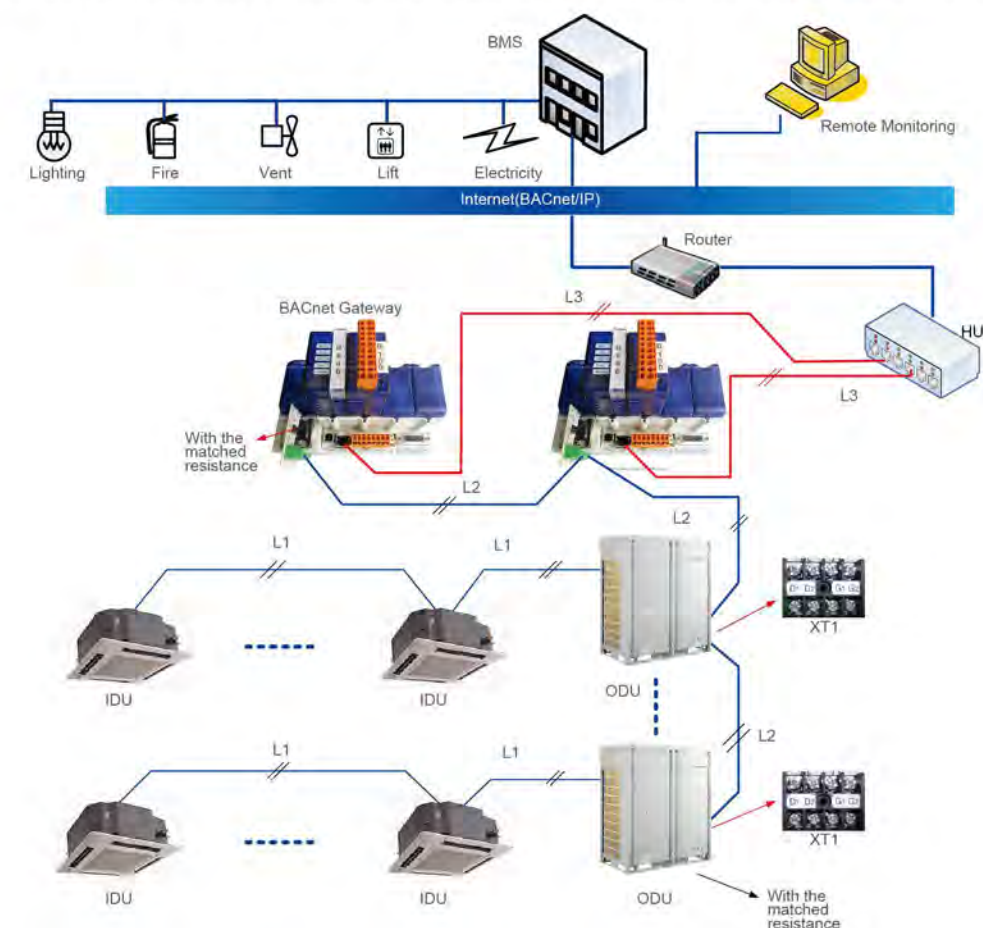 BMS
Remote Monitoring
Lighting
Fire
Vent
Lift
Electricity
Internet(BACnet/IP)
Router
L3
BACnet Gateway
HU
L3
With the
matched
resistance
L2
L2
L1
L1
XT1
IDU
IDU
ODU
L1
L1
L2
XT1
IDU
IDU
ODU
With the
matched
resistance